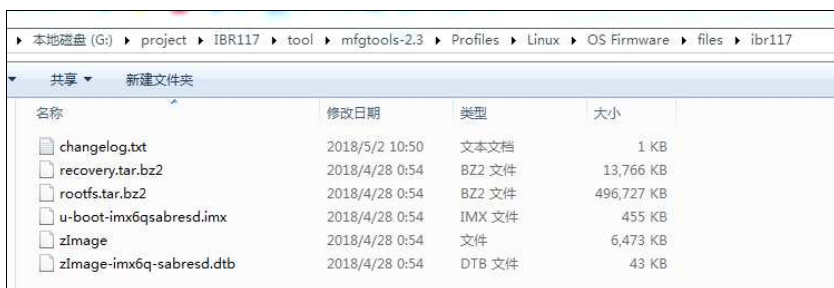 本地磁盘 (G:) ▸ project ▸ IBR117 ▸ tool ▸ mfgtools-2.3 ▸ Profiles ▸ Linux ▸ OS Firmware ▸ files ▸ ibr117
共享 新建文件夹
名称 修改日期 类型 大小
changelog.txt 2018/5/2 10:50 文本文档 1 KB
recovery.tar.bz2 2018/4/28 0:54 BZ2 文件 13,766 KB
rootfs.tar.bz2 2018/4/28 0:54 BZ2 文件 496,727 KB
u-boot-imx6qsabresd.imx 2018/4/28 0:54 IMX 文件 455 KB
zImage 2018/4/28 0:54 文件 6,473 KB
zImage-imx6q-sabresd.dtb 2018/4/28 0:54 DTB 文件 43 KB